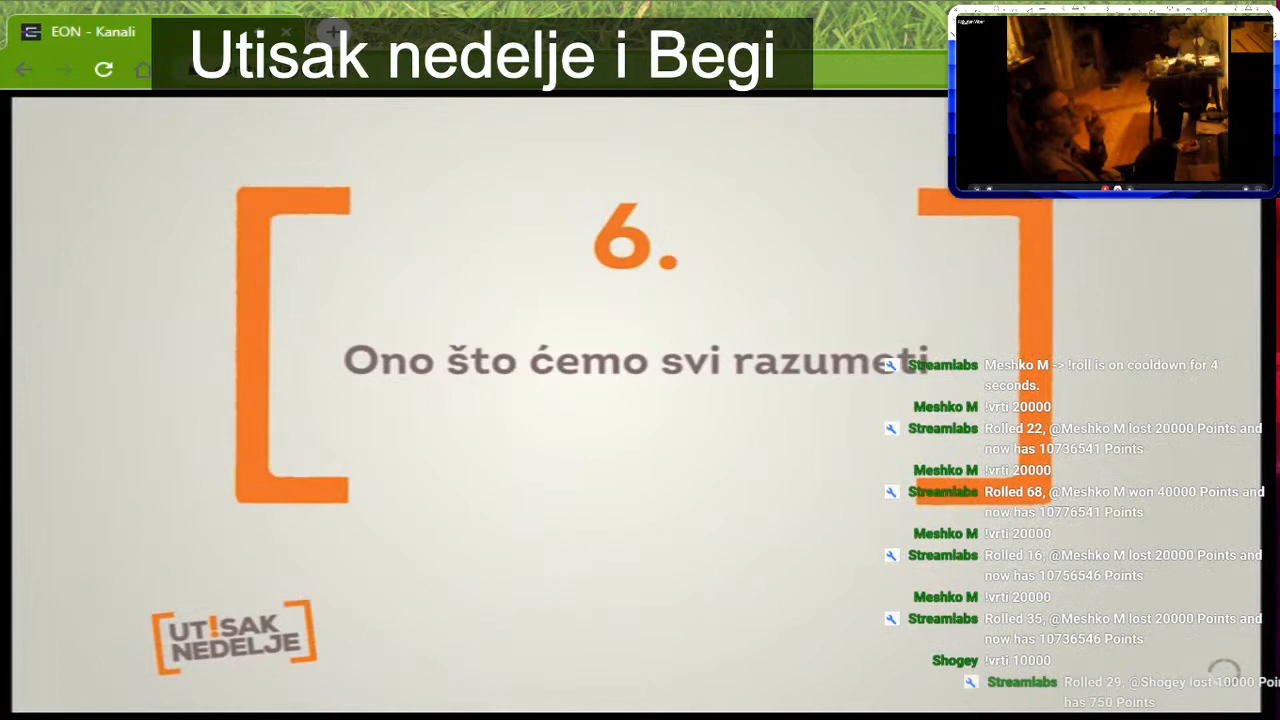 EON - Kanali
Utisak nedelje i Begi
6.
Ono što ćemo svi razumeti
UT!SAK
NEDELJE
Streamlabs Meshko M -> !roll is on cooldown for 4
seconds.
Meshko M !vrti 20000
Streamlabs Rolled 22, @Meshko M lost 20000 Points and
now has 10736541 Points
Meshko M !vrti 20000
Streamlabs Rolled 68, @Meshko M won 40000 Points and
now has 10776541 Points
Meshko M !vrti 20000
Streamlabs Rolled 16, @Meshko M lost 20000 Points and
now has 10756546 Points
Meshko M !vrti 20000
Streamlabs Rolled 35, @Meshko M lost 20000 Points and
now has 10736546 Points
Shogey !vrti 10000
Streamlabs Rolled 29, @Shogey lost 10000 Poin
has 750 Points